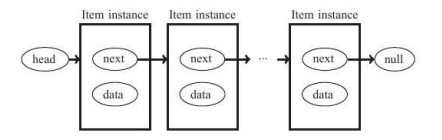 Item instance Item instance Item instance
head next next ... next null
data data data